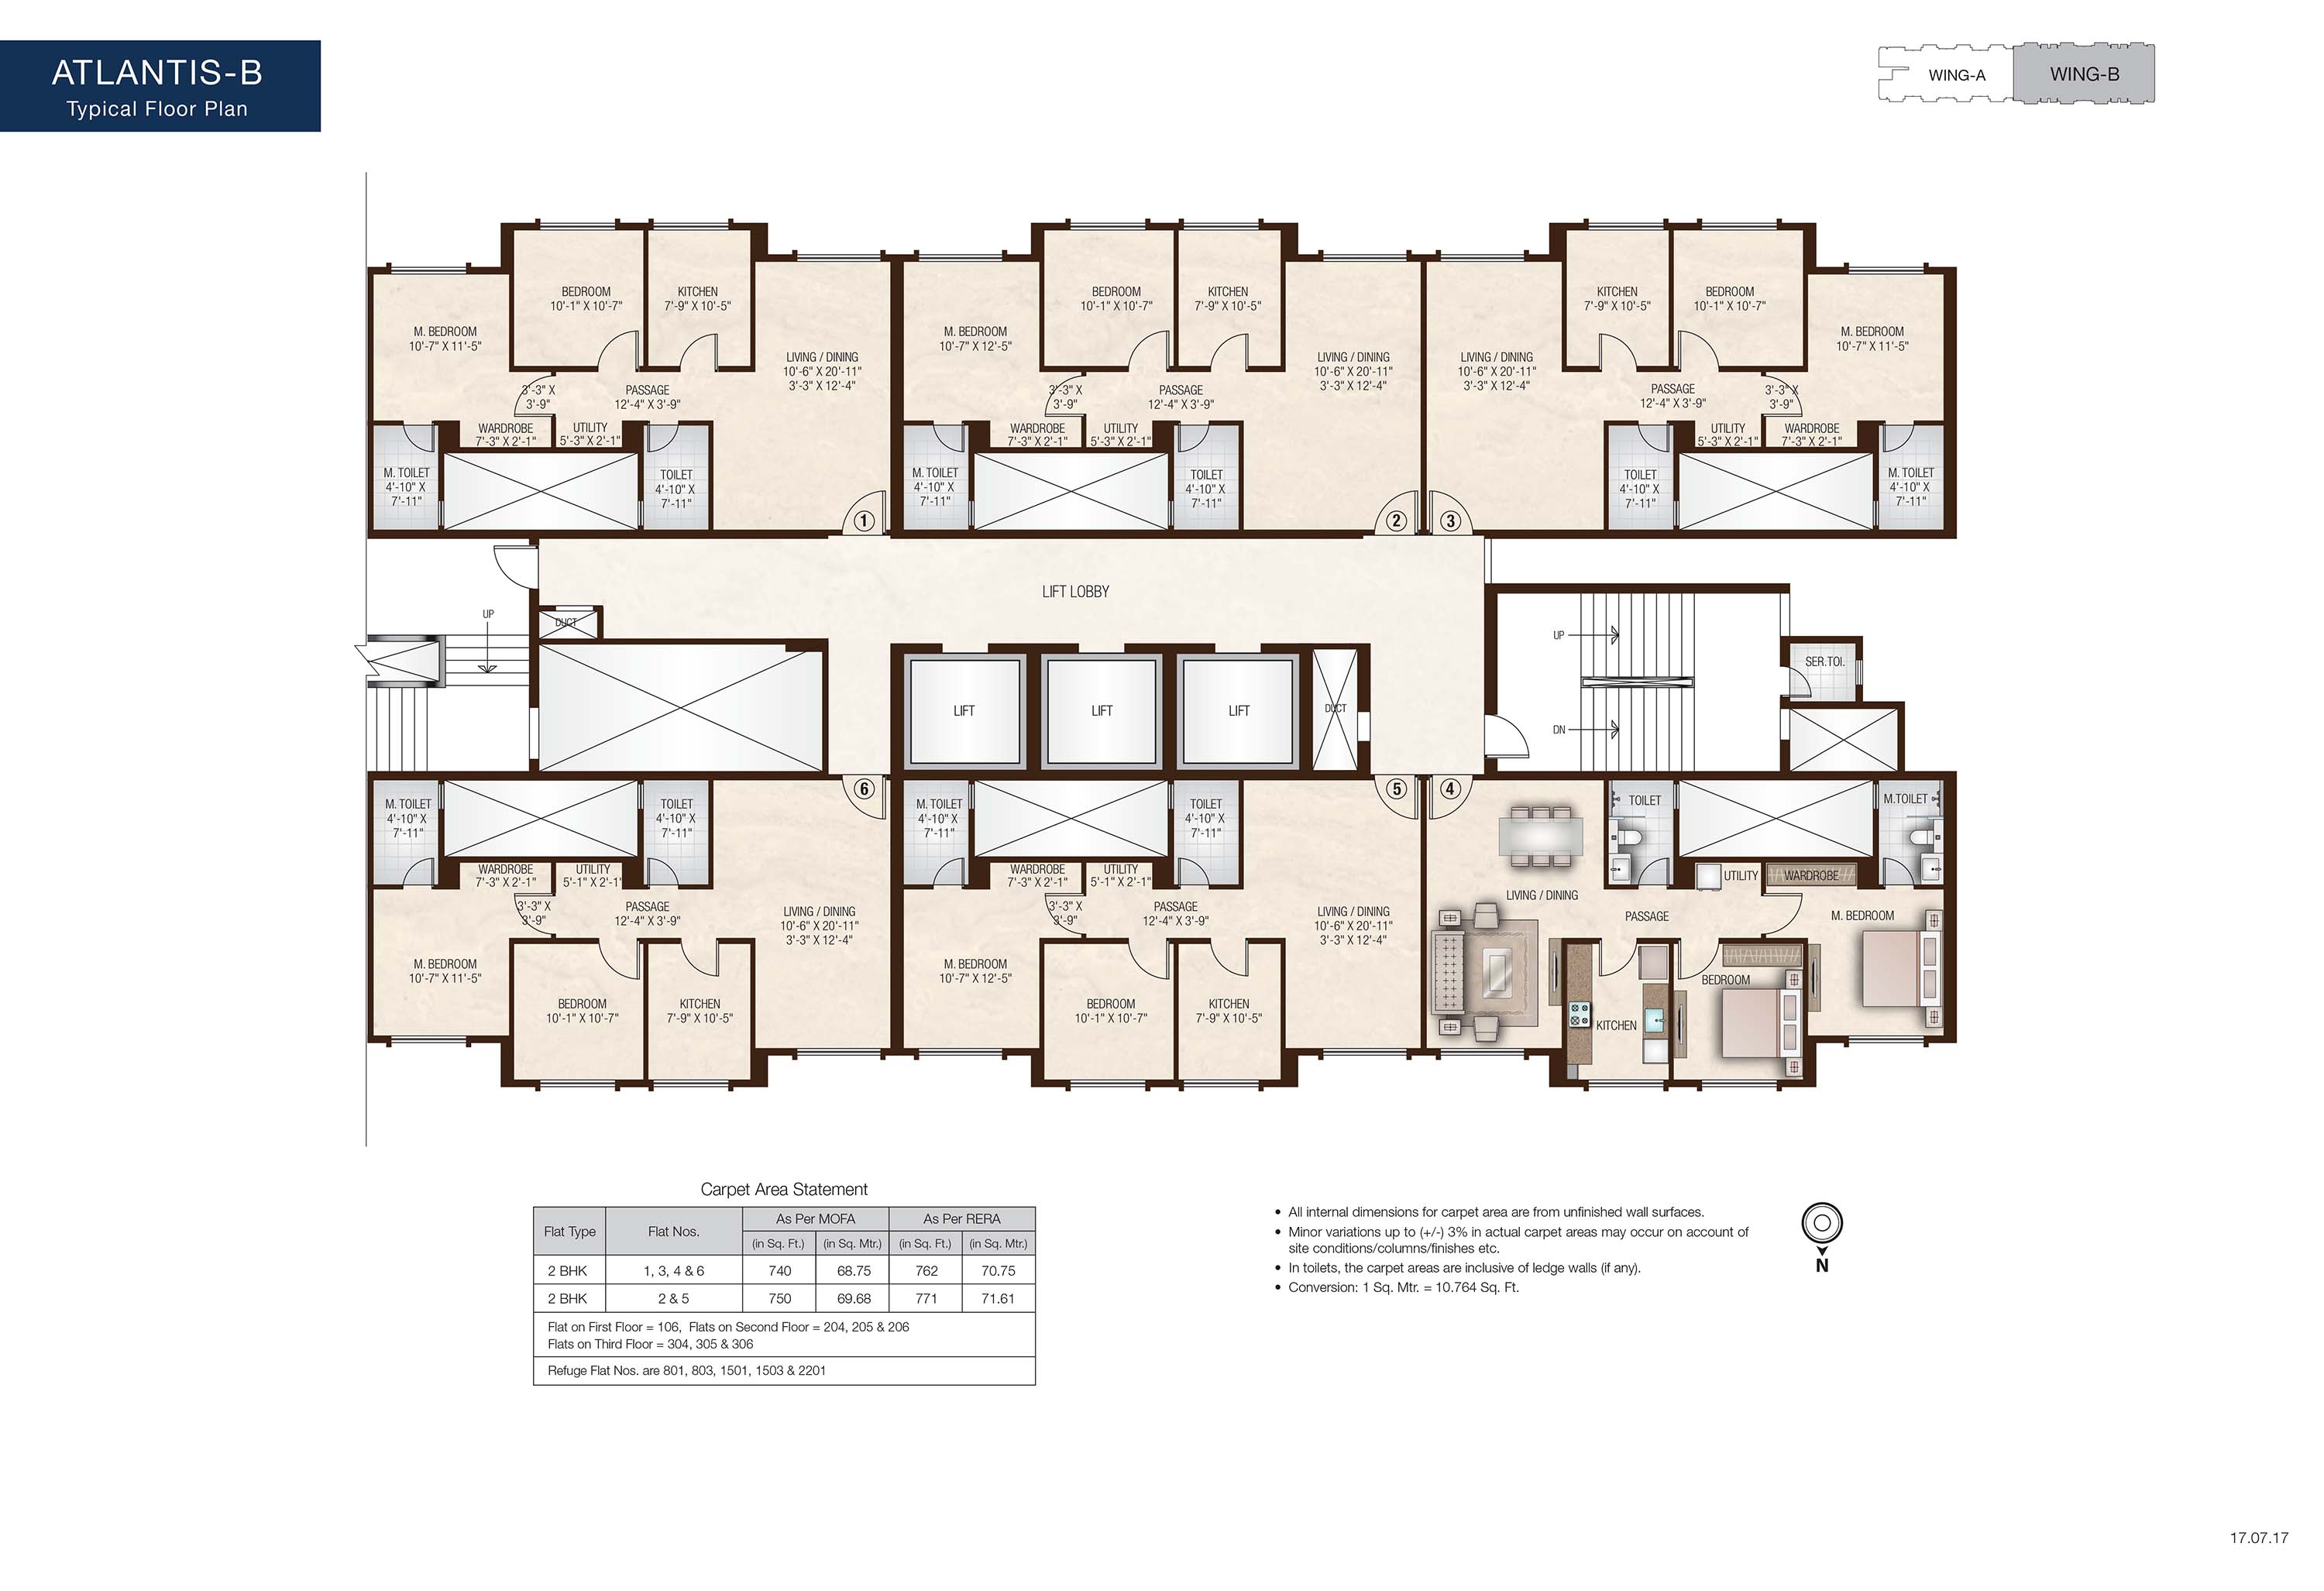 ATLANTIS-B
Typical Floor Plan
WING-A
WING-B
M. BEDROOM
10'-7" X 11'-5"
BEDROOM
10'-1" X 10'-7"
KITCHEN
7'-9" X 10'-5"
LIVING / DINING
10'-6" X 20'-11"
3'-3" X 12'-4"
3'-3" X
3'-9"
PASSAGE
12'-4" X 3'-9"
WARDROBE
7'-3" X 2'-1"
UTILITY
5'-3" X 2'-1"
M. TOILET
4'-10" X
7'-11"
TOILET
4'-10" X
7'-11"
1
M. BEDROOM
10'-7" X 12'-5"
BEDROOM
10'-1" X 10'-7"
KITCHEN
7'-9" X 10'-5"
LIVING / DINING
10'-6" X 20'-11"
3'-3" X 12'-4"
3'-3" X
3'-9"
PASSAGE
12'-4" X 3'-9"
WARDROBE
7'-3" X 2'-1"
UTILITY
5'-3" X 2'-1"
M. TOILET
4'-10" X
7'-11"
TOILET
4'-10" X
7'-11"
2
LIVING / DINING
10'-6" X 20'-11"
3'-3" X 12'-4"
KITCHEN
7'-9" X 10'-5"
BEDROOM
10'-1" X 10'-7"
M. BEDROOM
10'-7" X 11'-5"
PASSAGE
12'-4" X 3'-9"
3'-3" X
3'-9"
UTILITY
5'-3" X 2'-1"
WARDROBE
7'-3" X 2'-1"
TOILET
4'-10" X
7'-11"
M. TOILET
4'-10" X
7'-11"
3
LIFT LOBBY
UP
DUCT
LIFT
LIFT
LIFT
DUCT
UP
DN
SER.TOI.
M. TOILET
4'-10" X
7'-11"
TOILET
4'-10" X
7'-11"
6
WARDROBE
7'-3" X 2'-1"
UTILITY
5'-1" X 2'-1"
3'-3" X
3'-9"
PASSAGE
12'-4" X 3'-9"
LIVING / DINING
10'-6" X 20'-11"
3'-3" X 12'-4"
M. BEDROOM
10'-7" X 11'-5"
BEDROOM
10'-1" X 10'-7"
KITCHEN
7'-9" X 10'-5"
M. TOILET
4'-10" X
7'-11"
TOILET
4'-10" X
7'-11"
5
WARDROBE
7'-3" X 2'-1"
UTILITY
5'-1" X 2'-1"
3'-3" X
3'-9"
PASSAGE
12'-4" X 3'-9"
LIVING / DINING
10'-6" X 20'-11"
3'-3" X 12'-4"
M. BEDROOM
10'-7" X 12'-5"
BEDROOM
10'-1" X 10'-7"
KITCHEN
7'-9" X 10'-5"
4
TOILET
M.TOILET
UTILITY
WARDROBE
LIVING / DINING
PASSAGE
M. BEDROOM
BEDROOM
KITCHEN
Carpet Area Statement
Flat Type Flat Nos. As Per MOFA As Per RERA
(in Sq. Ft.) (in Sq. Mtr.) (in Sq. Ft.) (in Sq. Mtr.)
2 BHK 1, 3, 4 & 6 740 68.75 762 70.75
2 BHK 2 & 5 750 69.68 771 71.61
Flat on First Floor = 106, Flats on Second Floor = 204, 205 & 206
Flats on Third Floor = 304, 305 & 306
Refuge Flat Nos. are 801, 803, 1501, 1503 & 2201
• All internal dimensions for carpet area are from unfinished wall surfaces.
• Minor variations up to (+/-) 3% in actual carpet areas may occur on account of
site conditions/columns/finishes etc.
• In toilets, the carpet areas are inclusive of ledge walls (if any).
• Conversion: 1 Sq. Mtr. = 10.764 Sq. Ft.
N
17.07.17